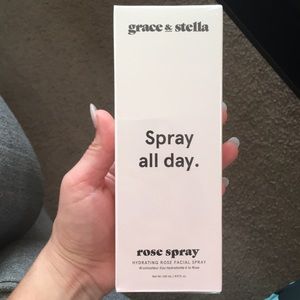 grace & stella
Spray
all day.
rose spray
HYDRATING ROSE FACIAL SPRAY